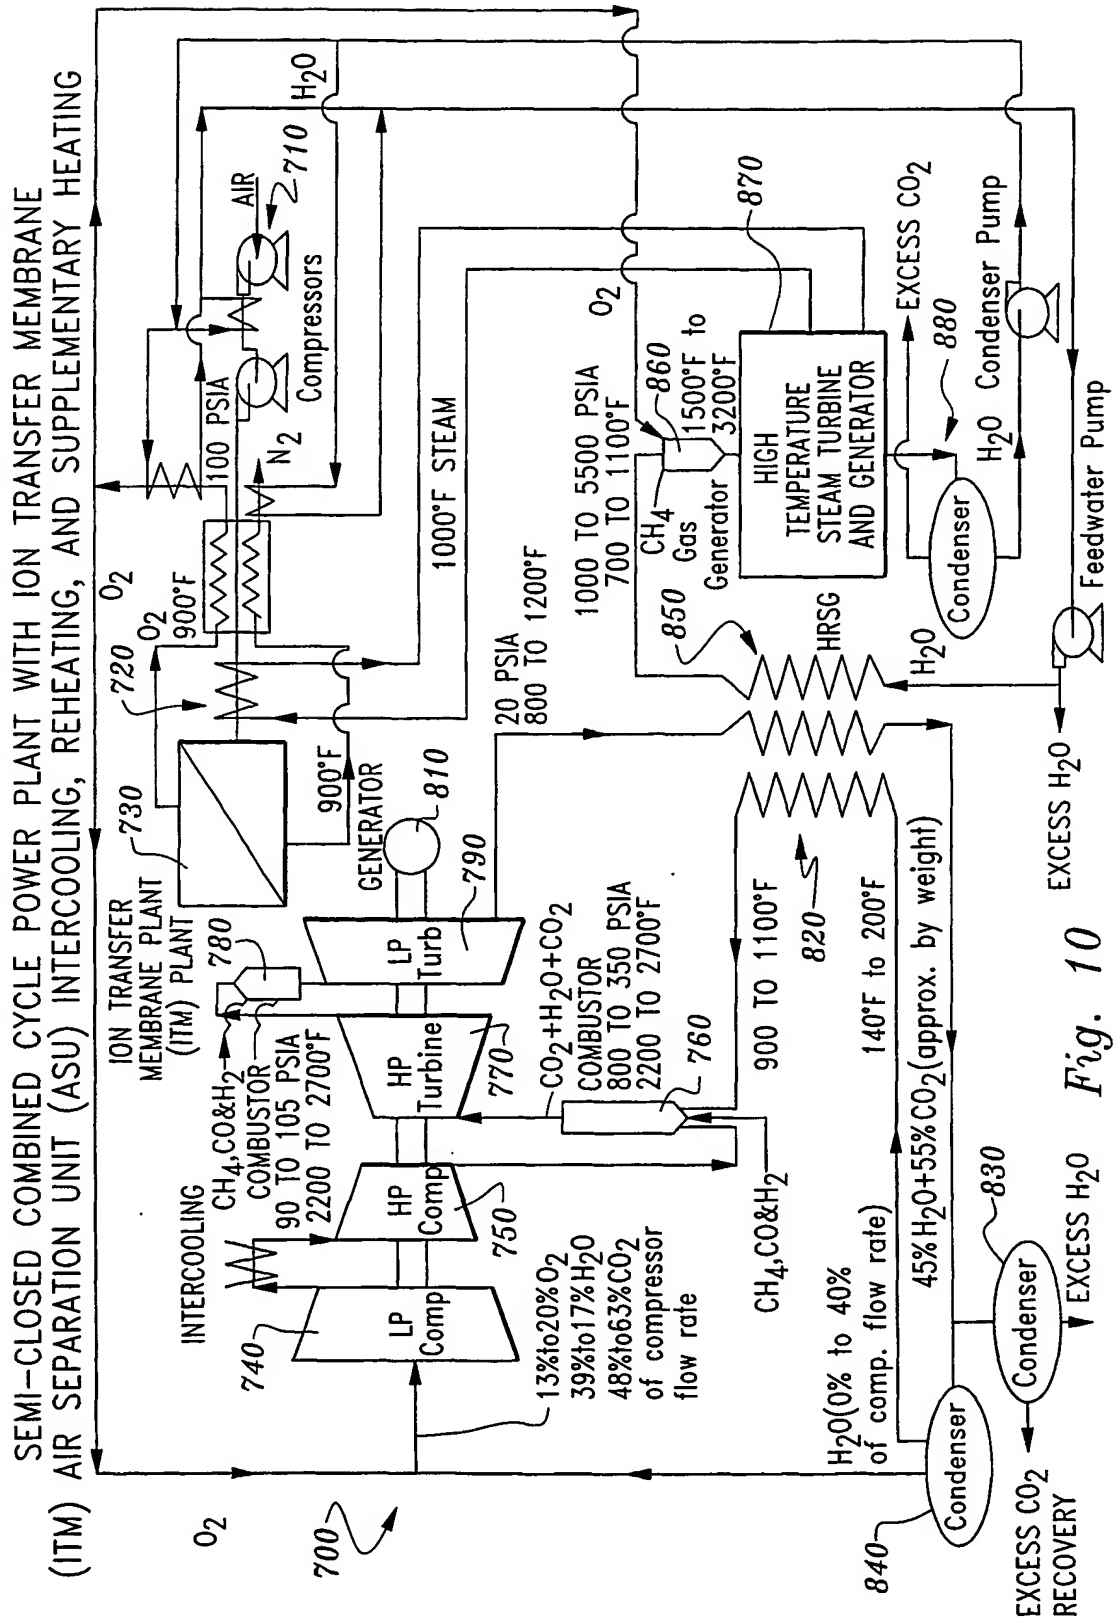 SEMI-CLOSED COMBINED CYCLE POWER PLANT WITH ION TRANSFER MEMBRANE
(ITM) AIR SEPARATION UNIT (ASU) INTERCOOLING, REHEATING, AND SUPPLEMENTARY HEATING
O2
700
740
LP
Comp
INTERCOOLING
13%to20%O2
39%to17%H2O
48%to63%CO2
of compressor
flow rate
HP
Comp
750
CH4,CO&H2
COMBUSTOR
90 TO 105 PSIA
2200 TO 2700°F
780
HP
Turbine
770
LP
Turb
790
GENERATOR
810
ION TRANSFER
MEMBRANE PLANT
(ITM) PLANT
730
720
O2
O2
900°F
900°F
100 PSIA
N2
Compressors
AIR
710
H2O
1000°F STEAM
20 PSIA
800 TO 1200°F
CO2+H2O+CO2
COMBUSTOR
800 TO 350 PSIA
2200 TO 2700°F
760
CH4,CO&H2
900 TO 1100°F
820
850
HRSG
H2O
1000 TO 5500 PSIA
700 TO 1100°F
O2
CH4
Gas
Generator
860
1500°F to
3200°F
HIGH
TEMPERATURE
STEAM TURBINE
AND GENERATOR
870
EXCESS CO2
880
Condenser
H2O Condenser Pump
Feedwater Pump
EXCESS H2O
140°F to 200°F
H2O(0% to 40%
of comp. flow rate)
45%H2O+55%CO2(approx. by weight)
830
Condenser
EXCESS H2O
840
Condenser
EXCESS CO2
RECOVERY
Fig. 10